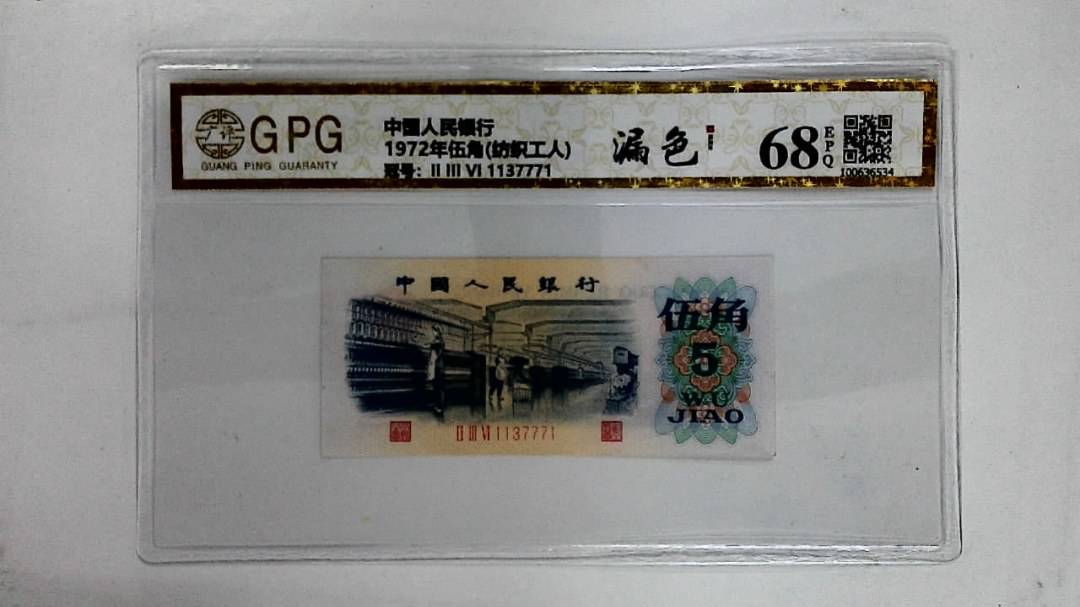 GPG
GUANG PING GUARANTY
中國人民銀行
1972年伍角(纺织工人)
冠号: II III VI 1137771
漏色
68
EPQ
100636534
中國人民銀行
伍角
5
WU
JIAO
II III VI 1137771